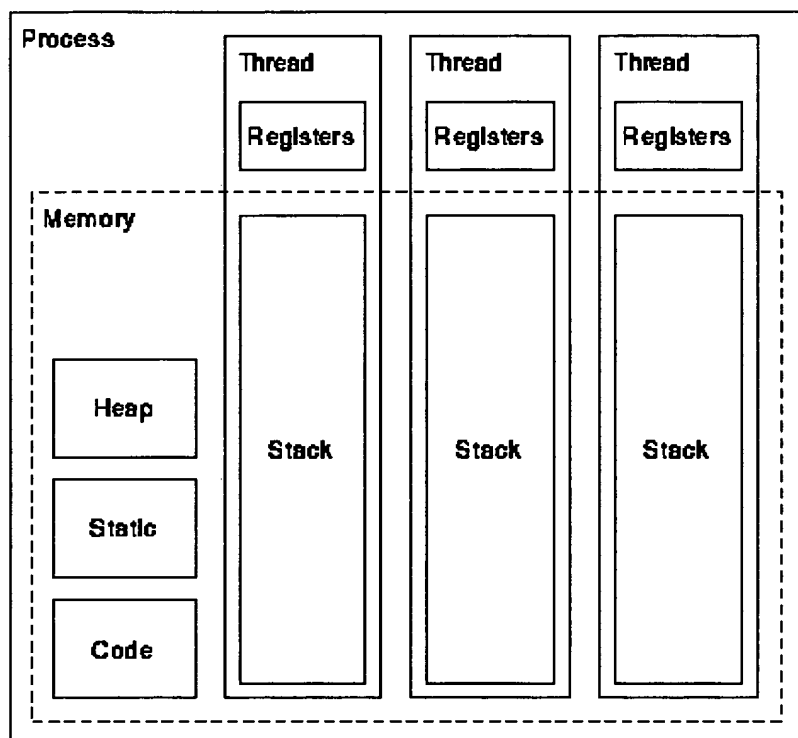 Process
Thread
Thread
Thread
Registers
Registers
Registers
Memory
Heap
Stack
Stack
Stack
Static
Code